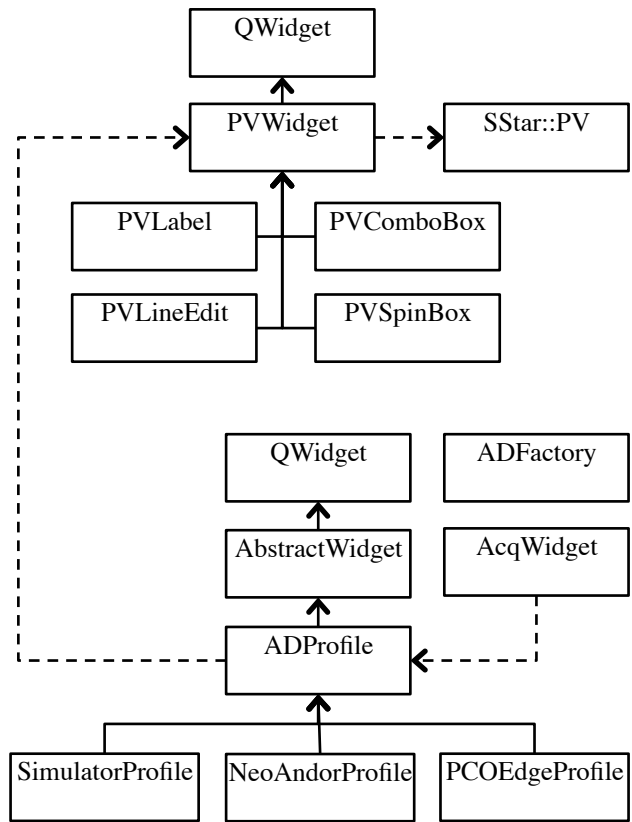 QWidget
PVWidget
SStar::PV
PVLabel
PVComboBox
PVLineEdit
PVSpinBox
QWidget
ADFactory
AbstractWidget
AcqWidget
ADProfile
SimulatorProfile
NeoAndorProfile
PCOEdgeProfile